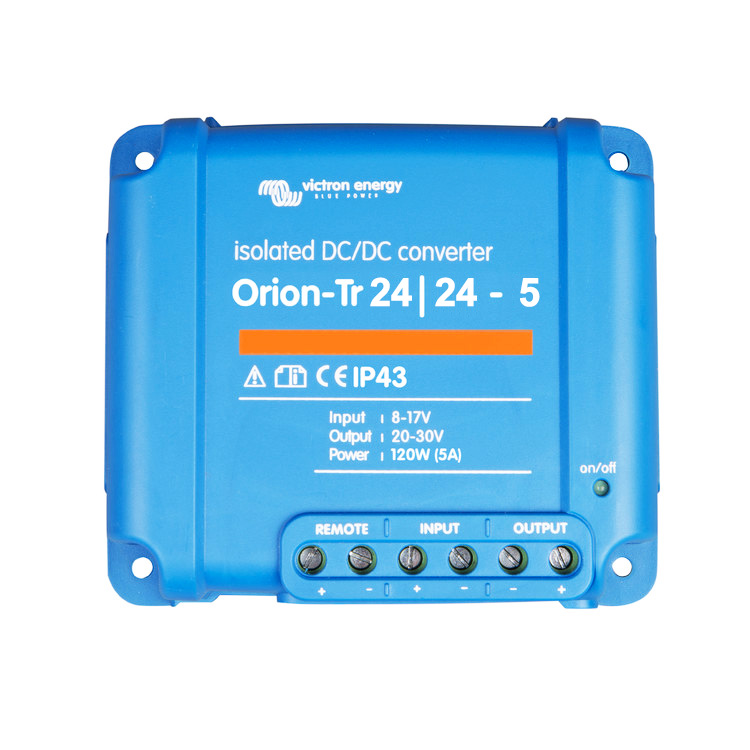 victron energy
BLUE POWER
isolated DC/DC converter
Orion-Tr 24 | 24 - 5
CE IP43
Input | 8-17V
Output | 20-30V
Power | 120W (5A)
on/off
REMOTE | INPUT | OUTPUT
+ - + - - +